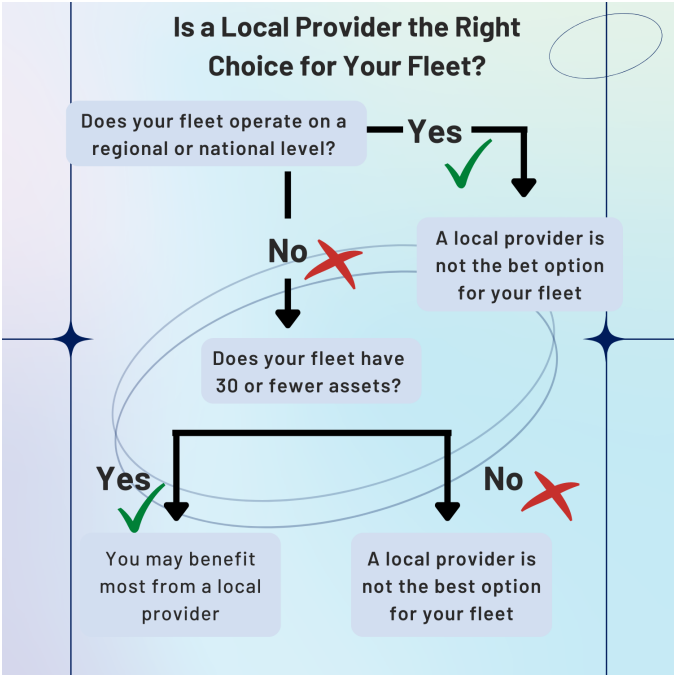 Is a Local Provider the Right
Choice for Your Fleet?
Does your fleet operate on a
regional or national level?
Yes
No
A local provider is
not the bet option
for your fleet
Does your fleet have
30 or fewer assets?
Yes
No
You may benefit
most from a local
provider
A local provider is
not the best option
for your fleet